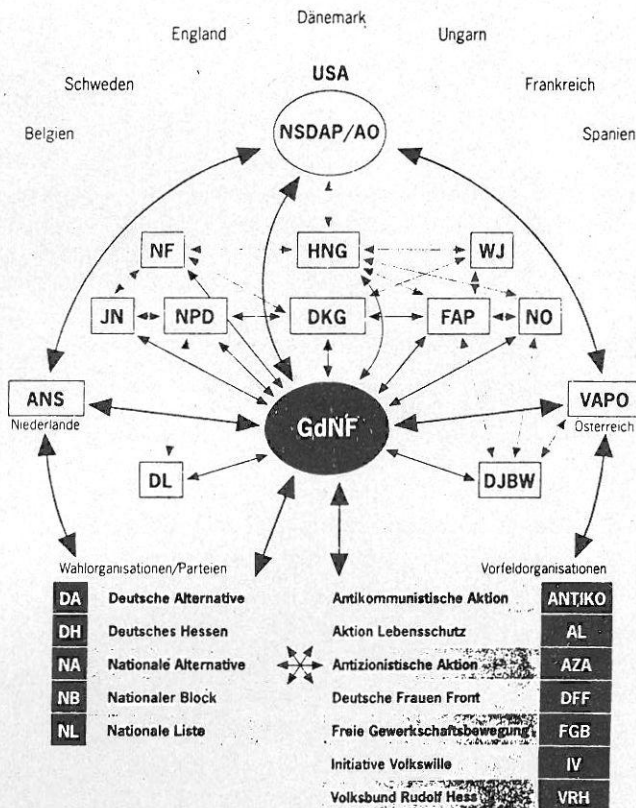 Dänemark
England
Ungarn
USA
Schweden
Frankreich
NSDAP/AO
Belgien
Spanien
NF
HNG
WJ
JN
NPD
DKG
FAP
NO
ANS
Niederlande
GdNF
VAPO
Österreich
DL
DJBW
Wahlorganisationen/Parteien
DA Deutsche Alternative
DH Deutsches Hessen
NA Nationale Alternative
NB Nationaler Block
NL Nationale Liste
Vorfeldorganisationen
Antikommunistische Aktion ANTIKO
Aktion Lebensschutz AL
Antizionistische Aktion AZA
Deutsche Frauen Front DFF
Freie Gewerkschaftsbewegung FGB
Initiative Volkswille IV
Volksbund Rudolf Hess VRH